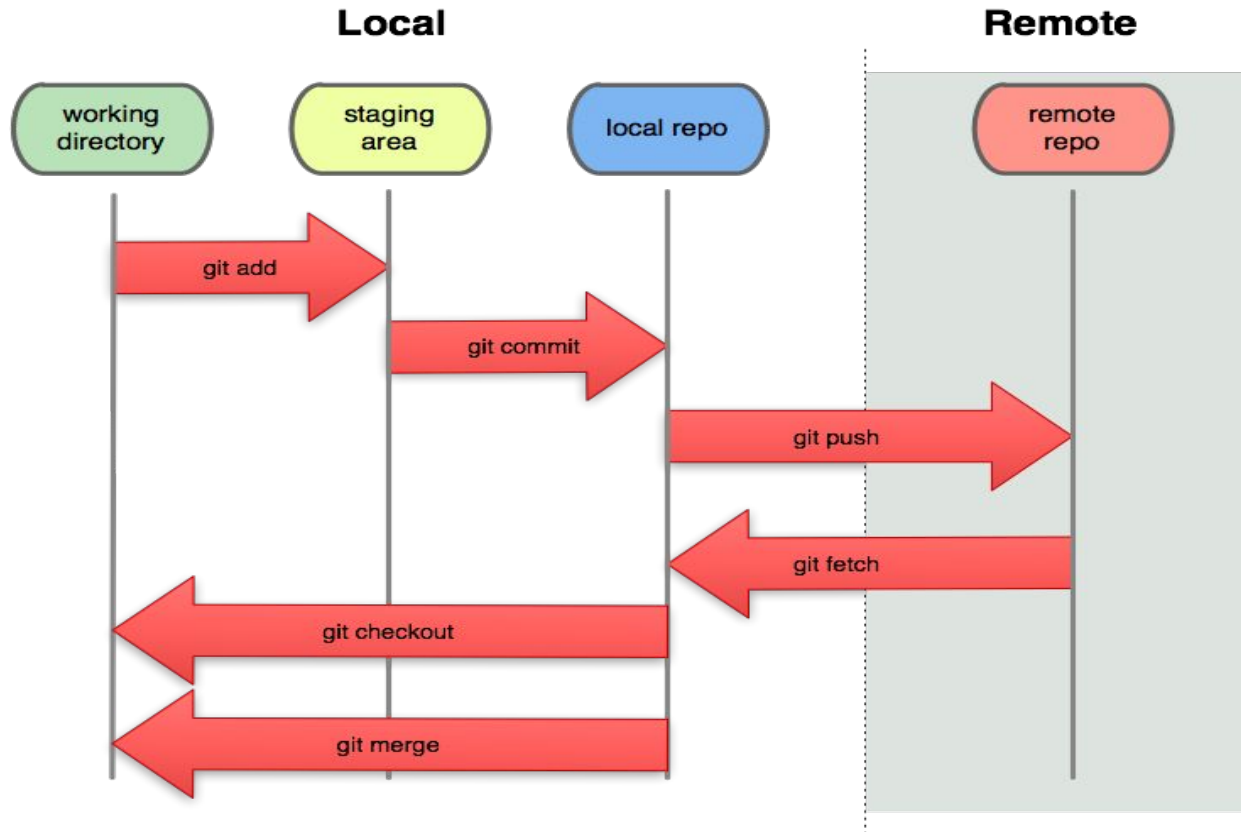 Local
Remote
working
directory
staging
area
local repo
remote
repo
git add
git commit
git push
git fetch
git checkout
git merge